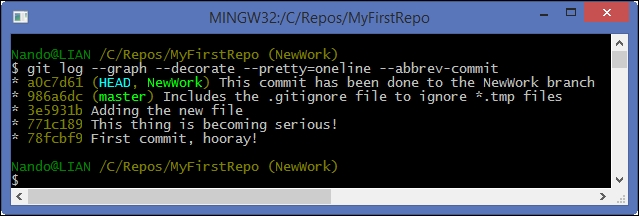 MINGW32:/C/Repos/MyFirstRepo
Nando@LIAN /C/Repos/MyFirstRepo (NewWork)
$ git log --graph --decorate --pretty=oneline --abbrev-commit
* a0c7d61 (HEAD, NewWork) This commit has been done to the NewWork branch
* 986a6dc (master) Includes the .gitignore file to ignore *.tmp files
* 3e5931b Adding the new file
* 771c189 This thing is becoming serious!
* 78fcbf9 First commit, hooray!
Nando@LIAN /C/Repos/MyFirstRepo (NewWork)
$